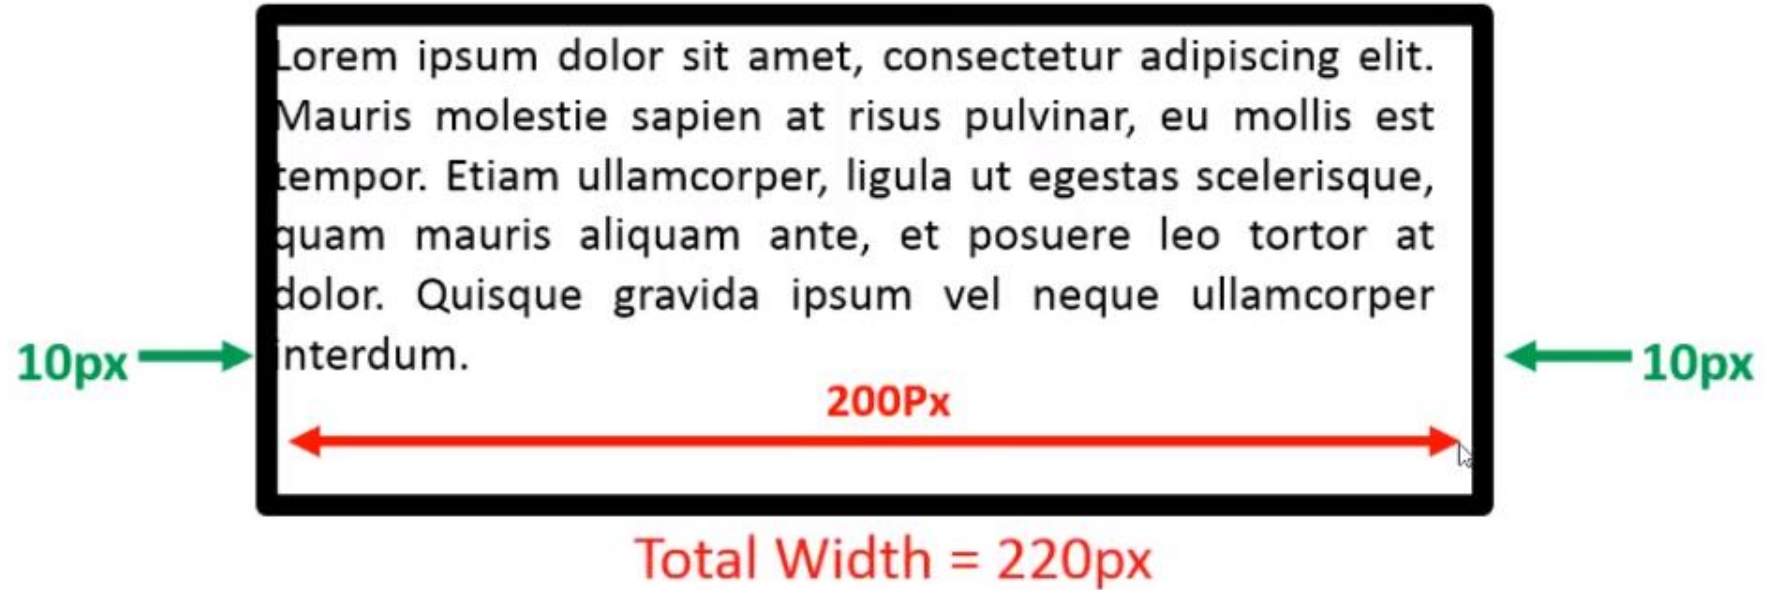 Lorem ipsum dolor sit amet, consectetur adipiscing elit.
Mauris molestie sapien at risus pulvinar, eu mollis est
tempor. Etiam ullamcorper, ligula ut egestas scelerisque,
quam mauris aliquam ante, et posuere leo tortor at
dolor. Quisque gravida ipsum vel neque ullamcorper
interdum.
10px
10px
200Px
Total Width = 220px